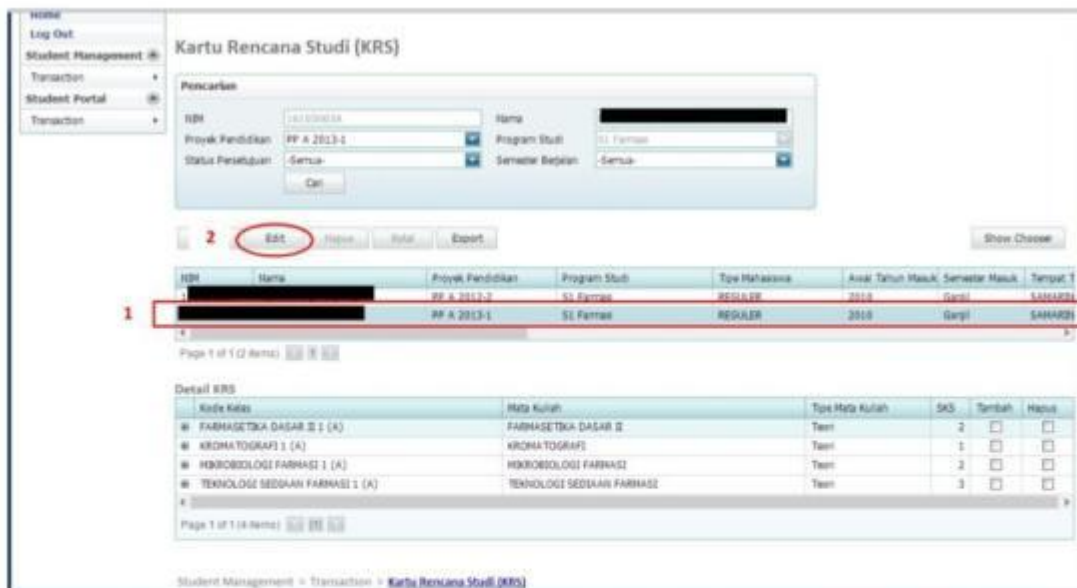 Home
Log Out
Student Management
Transaction
Student Portal
Transaction
Kartu Rencana Studi (KRS)
Pencarian
NIM Nama
Proyek Pendidikan PP A 2013-1 Program Studi S1 Farmasi
Status Persetujuan -Semua- Semester Berjalan -Semua-
Cari
2 Edit Hapus Batal Export Show Chooser
NIM Nama Proyek Pendidikan Program Studi Tipe Mahasiswa Awal Tahun Masuk Semester Masuk Tempat T
PP A 2013-2 S1 Farmasi REGULER 2010 Ganjil SAMARIN
1 PP A 2013-1 S1 Farmasi REGULER 2010 Ganjil SAMARIN
Page 1 of 1 (2 items) 1
Detail KRS
Kode Kelas Mata Kuliah Tipe Mata Kuliah SKS Tambah Hapus
FARMASETIKA DASAR II 1 (A) FARMASETIKA DASAR II Teori 2
KROMATOGRAFI 1 (A) KROMATOGRAFI Teori 1
MIKROBIOLOGI FARMASI 1 (A) MIKROBIOLOGI FARMASI Teori 2
TEKNOLOGI SEDIAAN FARMASI 1 (A) TEKNOLOGI SEDIAAN FARMASI Teori 3
Page 1 of 1 (4 items) [1]
Student Management > Transaction > Kartu Rencana Studi (KRS)